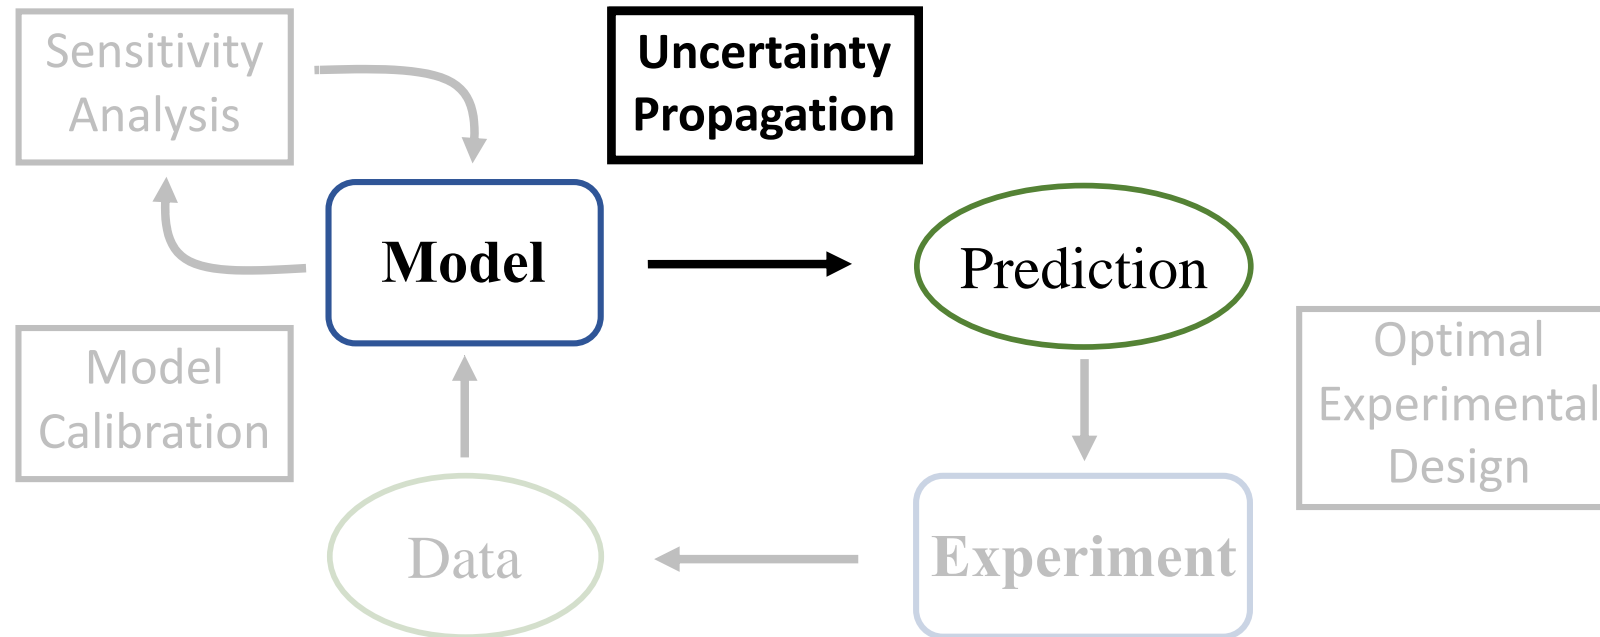 Sensitivity
Analysis
Uncertainty
Propagation
Model
Prediction
Model
Calibration
Optimal
Experimental
Design
Data
Experiment